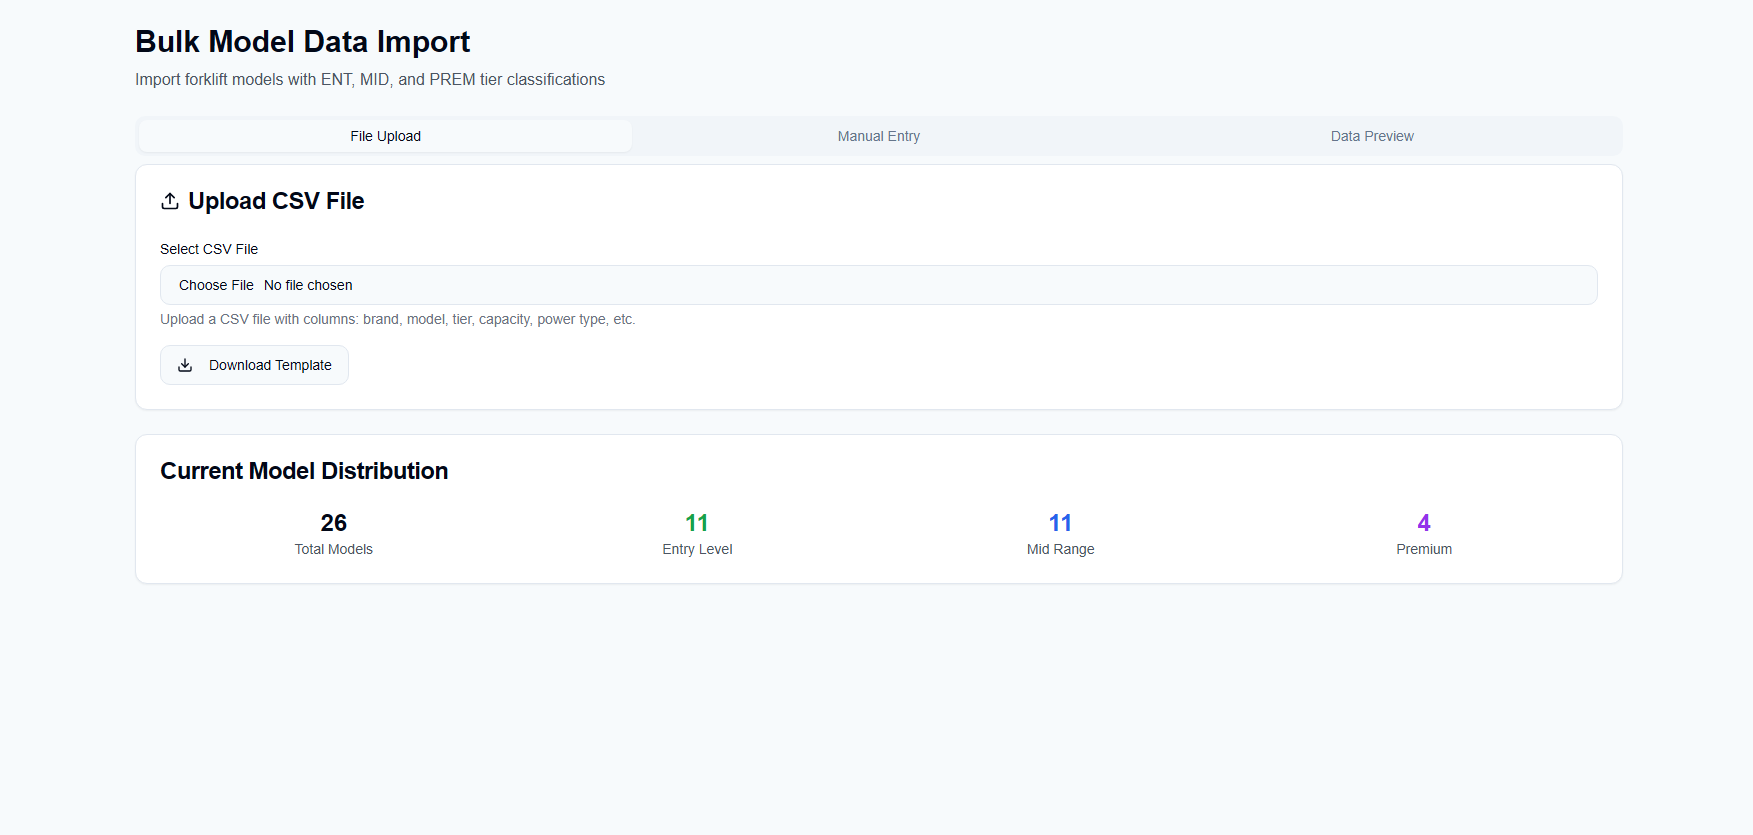 Bulk Model Data Import
Import forklift models with ENT, MID, and PREM tier classifications
File Upload
Manual Entry
Data Preview
Upload CSV File
Select CSV File
Choose File No file chosen
Upload a CSV file with columns: brand, model, tier, capacity, power type, etc.
Download Template
Current Model Distribution
26
Total Models
11
Entry Level
11
Mid Range
4
Premium